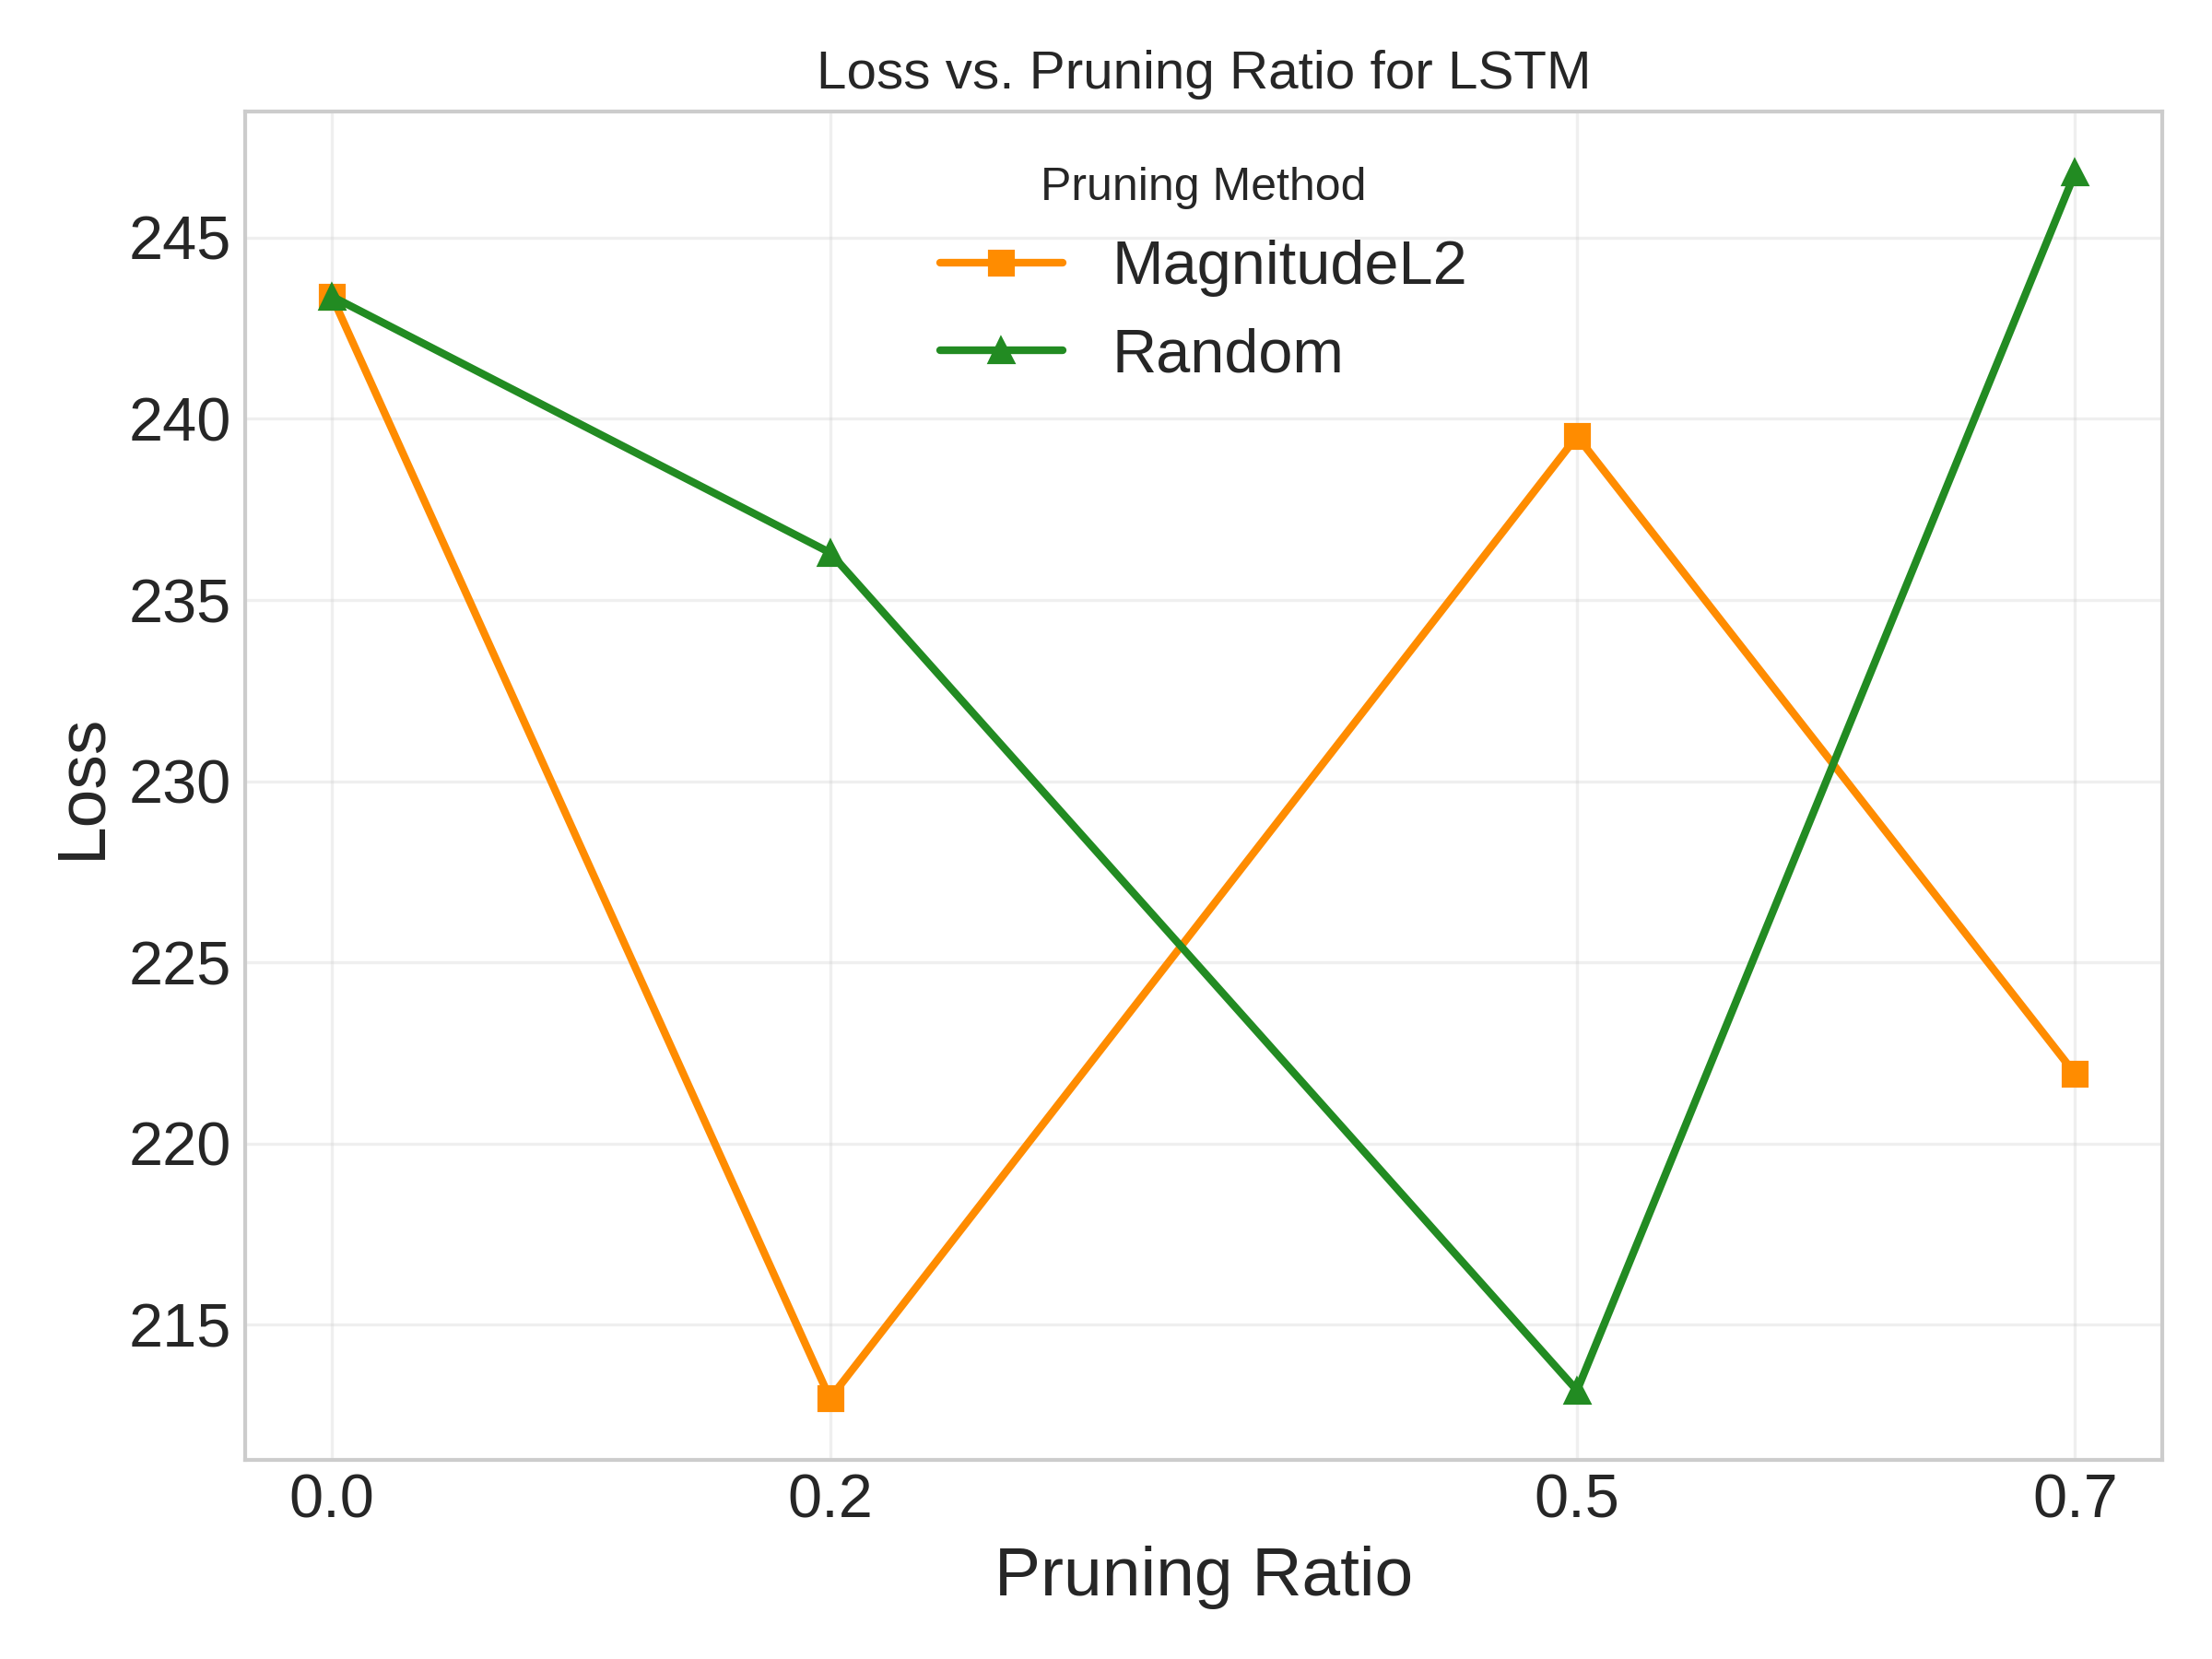 Loss vs. Pruning Ratio for LSTM
Pruning Method
MagnitudeL2
Random
245
240
235
230
225
220
215
Loss
0.0 0.2 0.5 0.7
Pruning Ratio